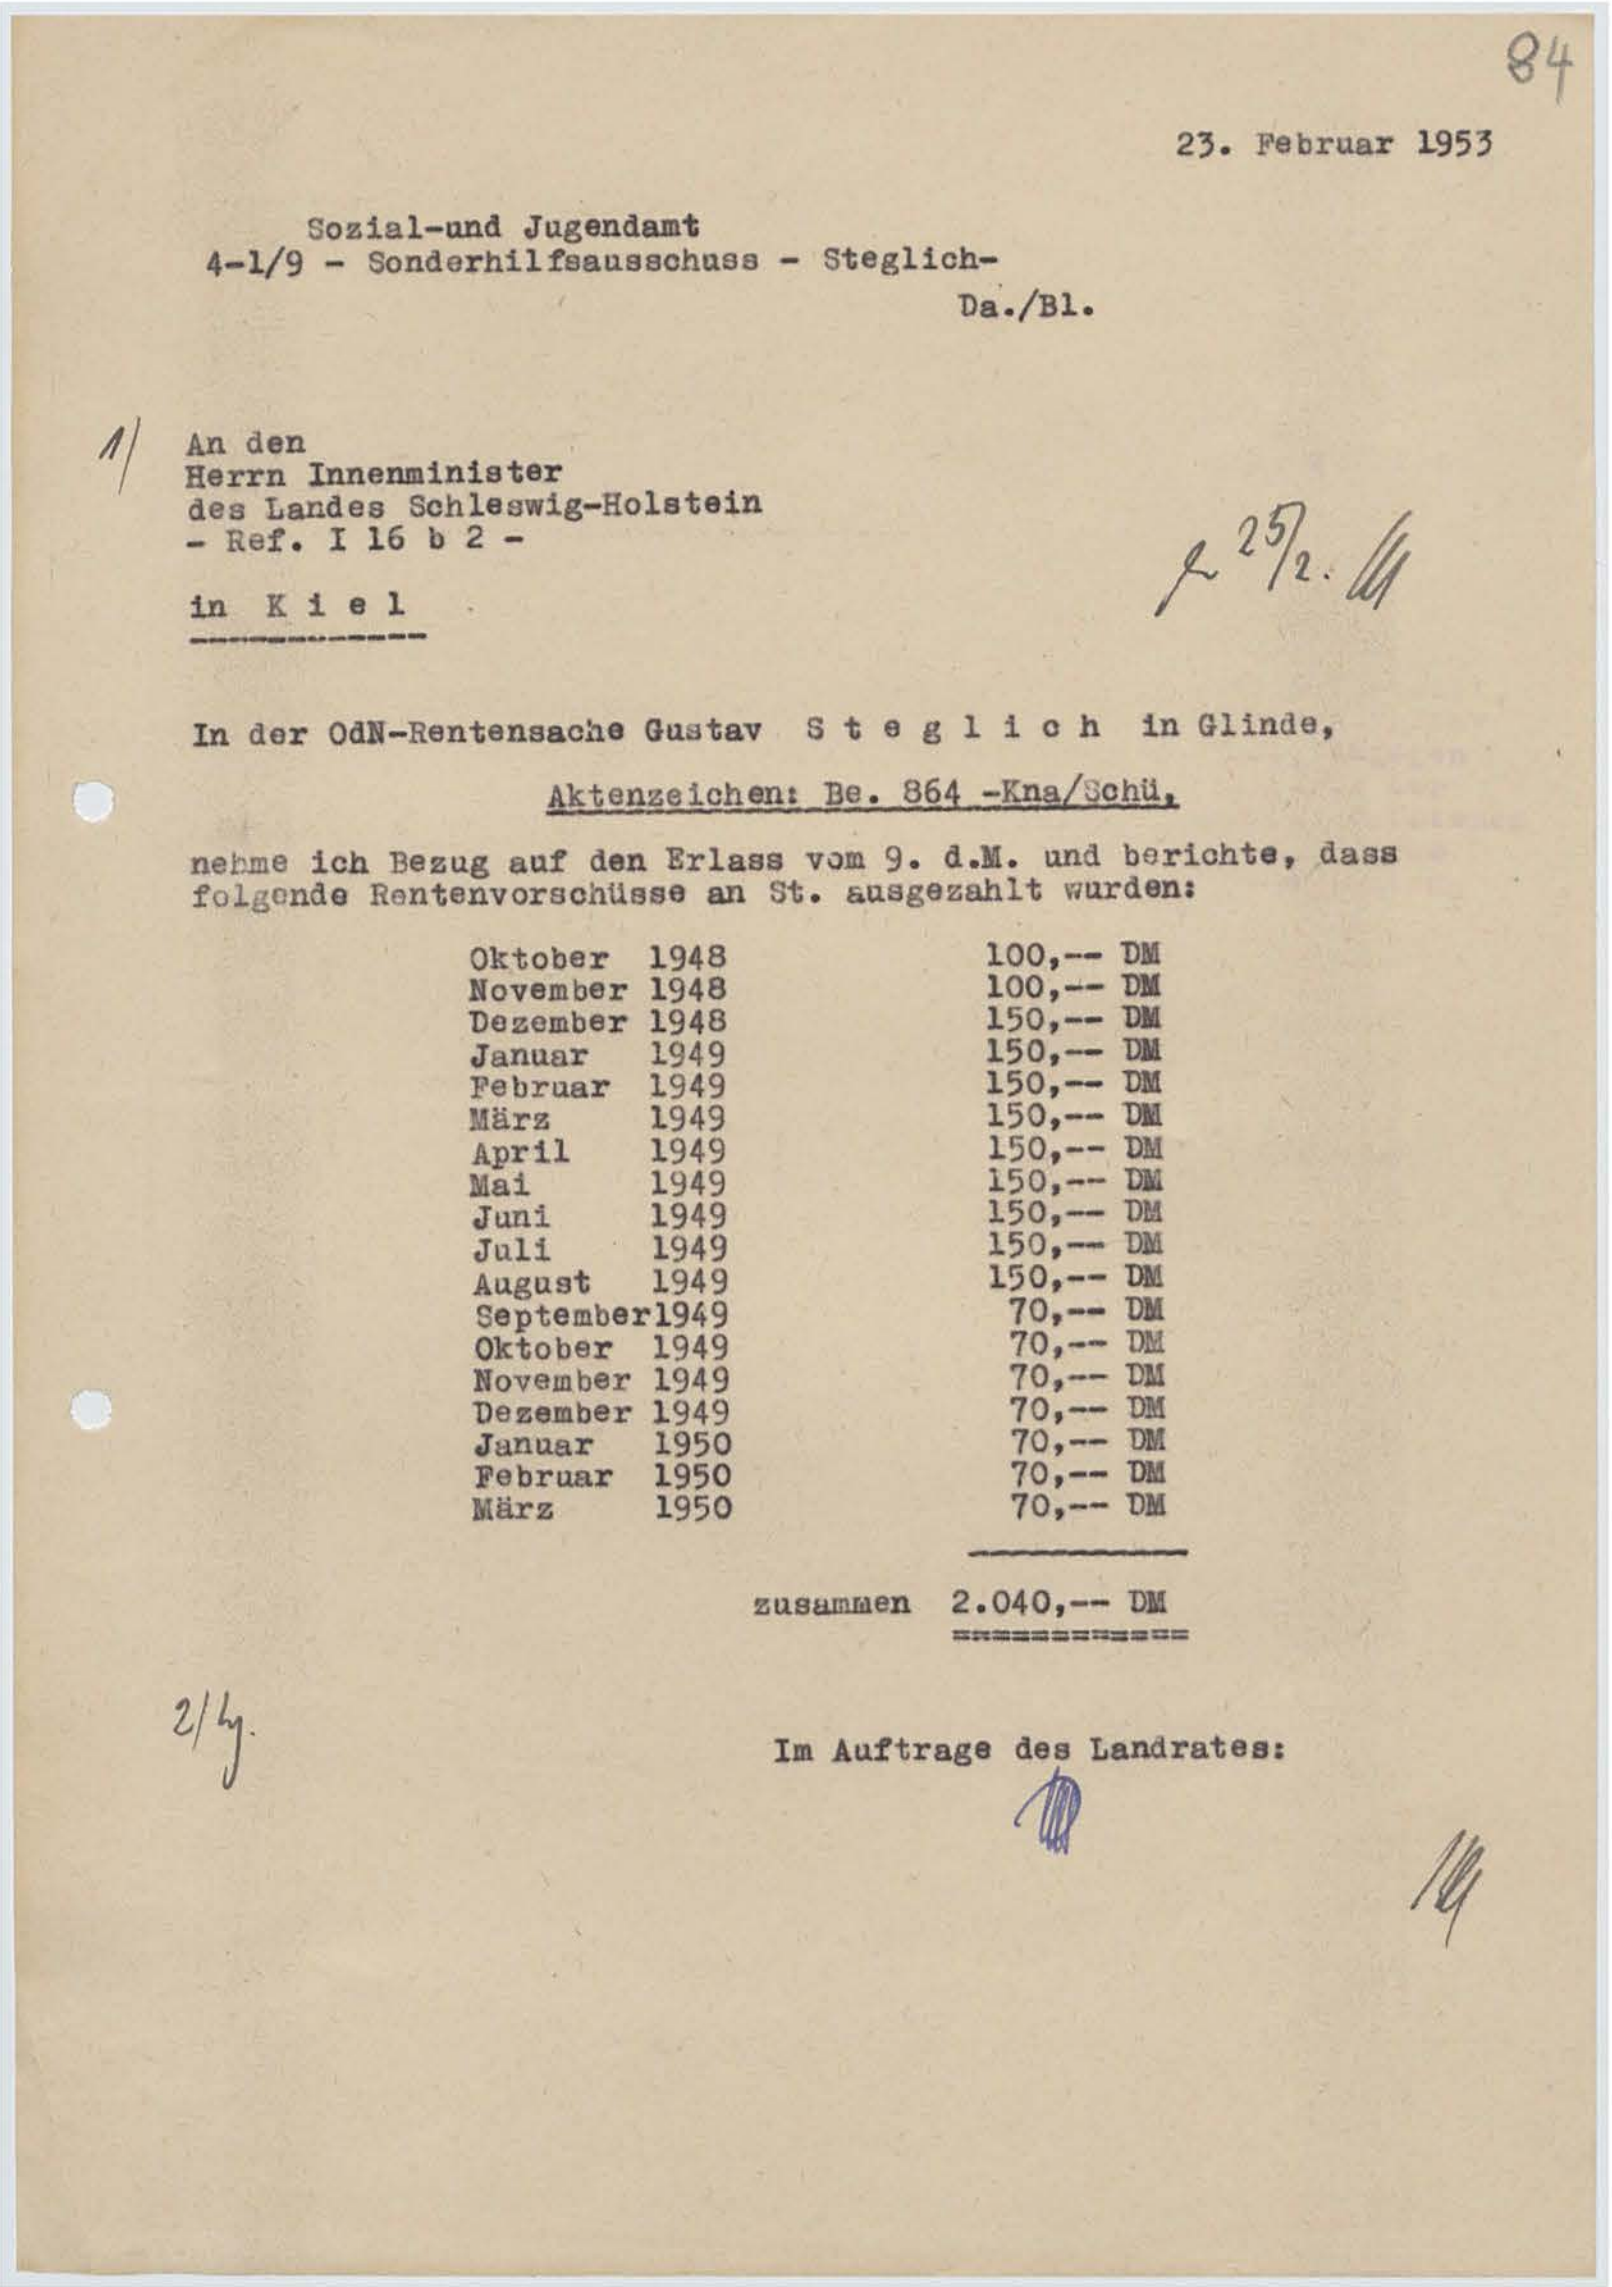 84
23. Februar 1953
Sozial-und Jugendamt
4-1/9 - Sonderhilfsausschuss - Steglich-
Da./Bl.
1/
An den
Herrn Innenminister
des Landes Schleswig-Holstein
- Ref. I 16 b 2 -
25/2.
in K i e l
In der OdN-Rentensache Gustav S t e g l i c h in Glinde,
Aktenzeichen: Be. 864 -Kna/Schü,
nehme ich Bezug auf den Erlass vom 9. d.M. und berichte, dass
folgende Rentenvorschüsse an St. ausgezahlt wurden:
Oktober 1948 100,-- DM
November 1948 100,-- DM
Dezember 1948 150,-- DM
Januar 1949 150,-- DM
Februar 1949 150,-- DM
März 1949 150,-- DM
April 1949 150,-- DM
Mai 1949 150,-- DM
Juni 1949 150,-- DM
Juli 1949 150,-- DM
August 1949 150,-- DM
September1949 70,-- DM
Oktober 1949 70,-- DM
November 1949 70,-- DM
Dezember 1949 70,-- DM
Januar 1950 70,-- DM
Februar 1950 70,-- DM
März 1950 70,-- DM
zusammen 2.040,-- DM
2/
Im Auftrage des Landrates: